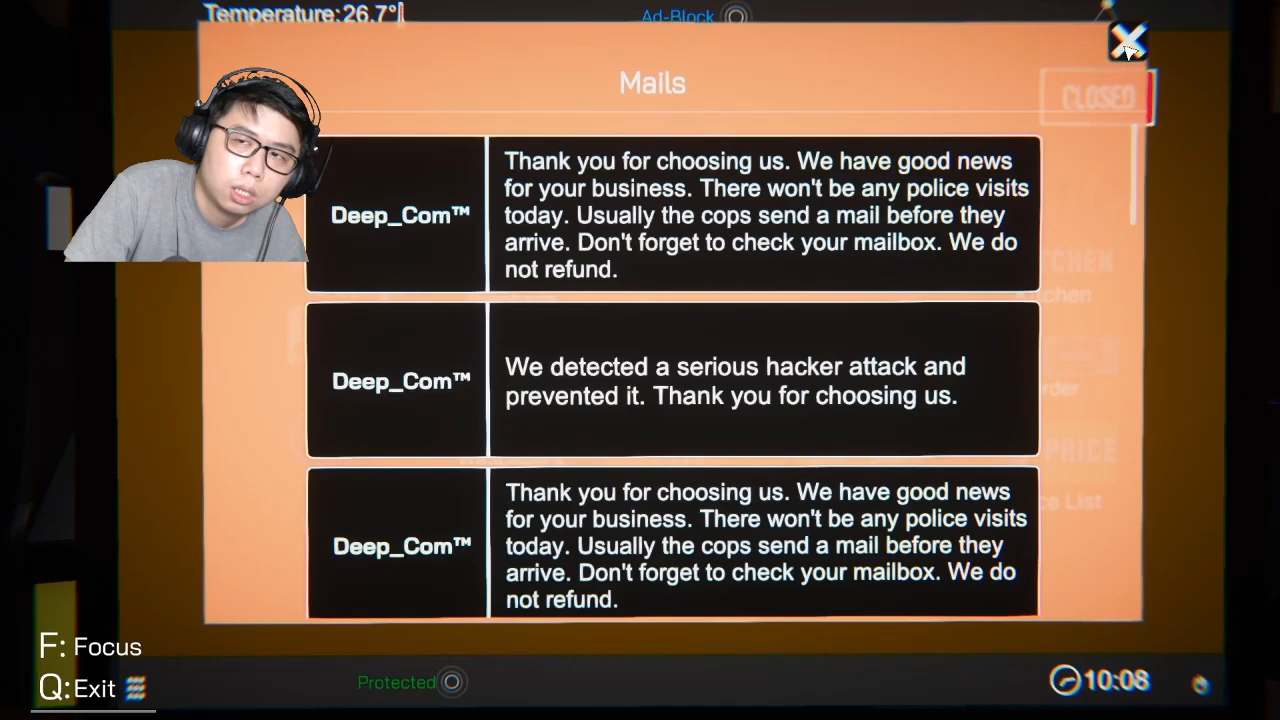 Temperature: 26.7°
Ad-Block
Mails
CLOSED
Deep_Com™
Thank you for choosing us. We have good news
for your business. There won't be any police visits
today. Usually the cops send a mail before they
arrive. Don't forget to check your mailbox. We do
not refund.
Deep_Com™
We detected a serious hacker attack and
prevented it. Thank you for choosing us.
Deep_Com™
Thank you for choosing us. We have good news
for your business. There won't be any police visits
today. Usually the cops send a mail before they
arrive. Don't forget to check your mailbox. We do
not refund.
PRICE
F: Focus
Q: Exit
Protected
10:08